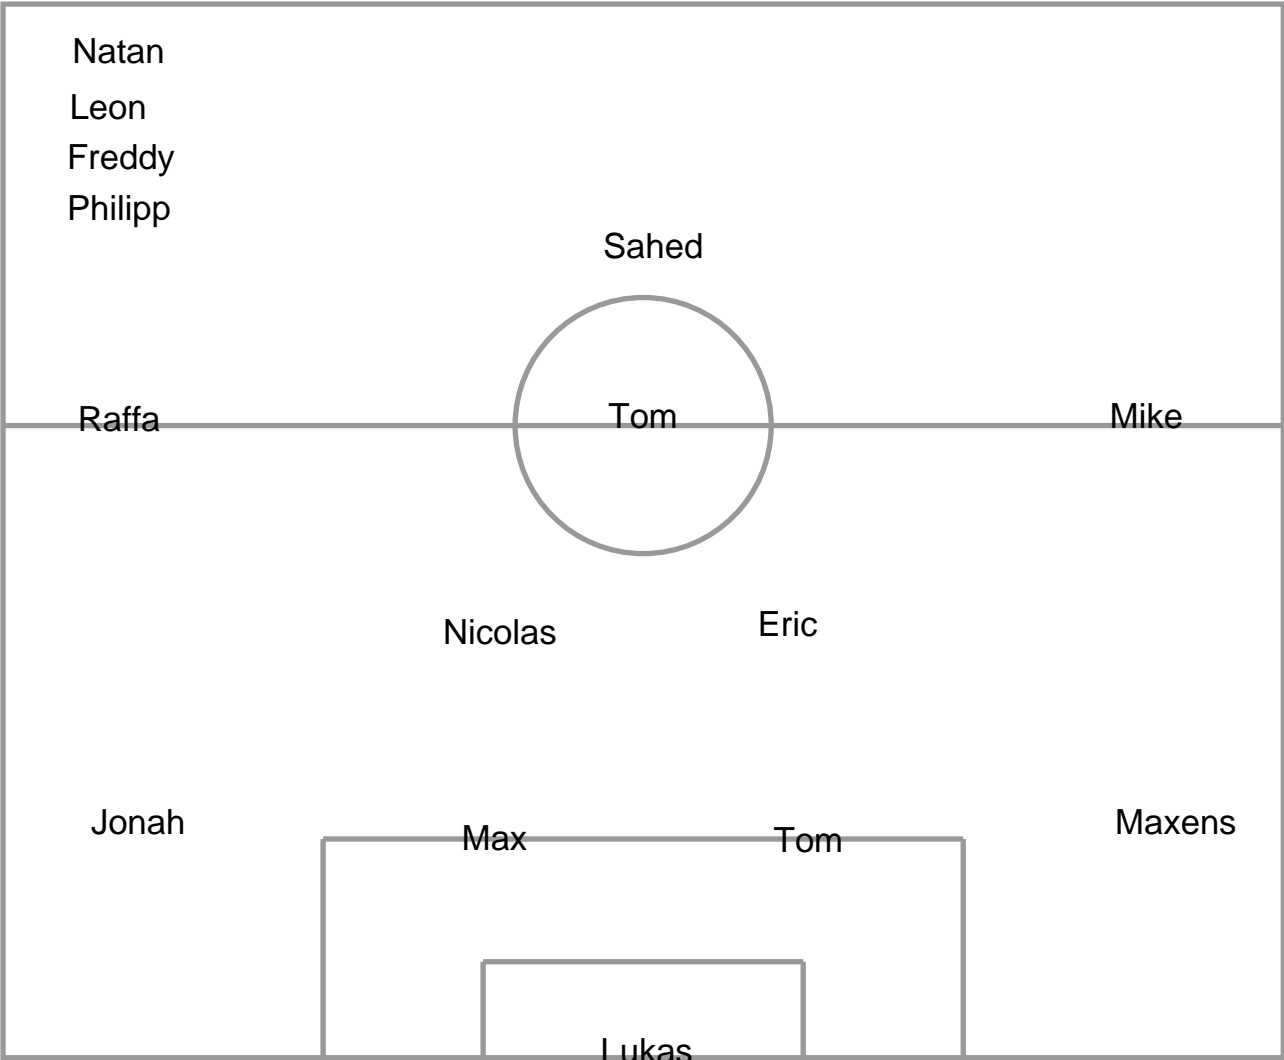 Natan
Leon
Freddy
Philipp
Sahed
Raffa Tom Mike
Nicolas Eric
Jonah Max Tom Maxens
Lukas